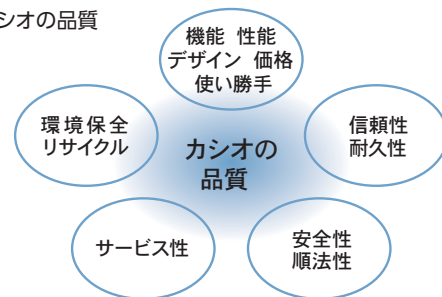 シオの品質
機能 性能
デザイン 価格
使い勝手
環境保全
リサイクル
信頼性
耐久性
カシオの
品質
サービス性
安全性
順法性